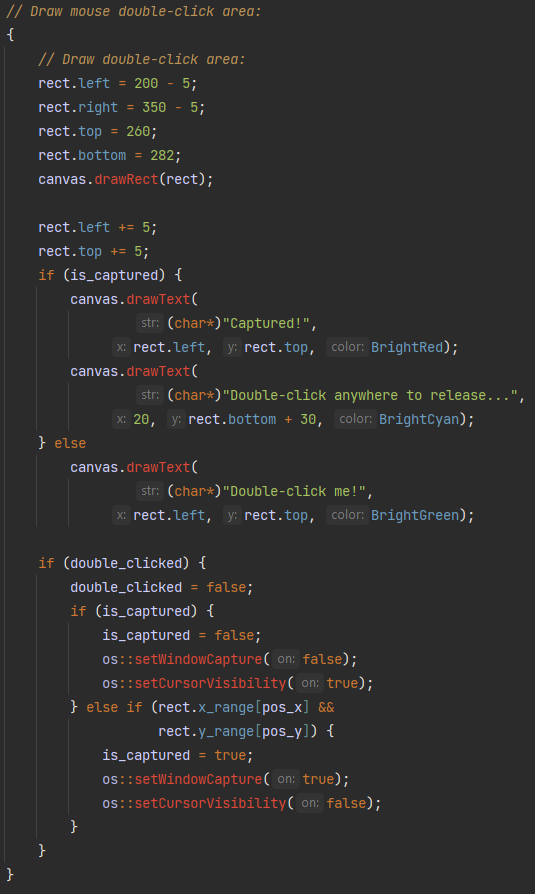 // Draw mouse double-click area:
{
    // Draw double-click area:
    rect.left = 200 - 5;
    rect.right = 350 - 5;
    rect.top = 260;
    rect.bottom = 282;
    canvas.drawRect(rect);

    rect.left += 5;
    rect.top += 5;
    if (is_captured) {
        canvas.drawText(
                str: (char*)"Captured!",
             x: rect.left, y: rect.top, color: BrightRed);
        canvas.drawText(
                str: (char*)"Double-click anywhere to release...",
             x: 20, y: rect.bottom + 30, color: BrightCyan);
    } else
        canvas.drawText(
                str: (char*)"Double-click me!",
             x: rect.left, y: rect.top, color: BrightGreen);

    if (double_clicked) {
        double_clicked = false;
        if (is_captured) {
            is_captured = false;
            os::setWindowCapture( on: false);
            os::setCursorVisibility( on: true);
        } else if (rect.x_range[pos_x] &&
                   rect.y_range[pos_y]) {
            is_captured = true;
            os::setWindowCapture( on: true);
            os::setCursorVisibility( on: false);
        }
    }
}